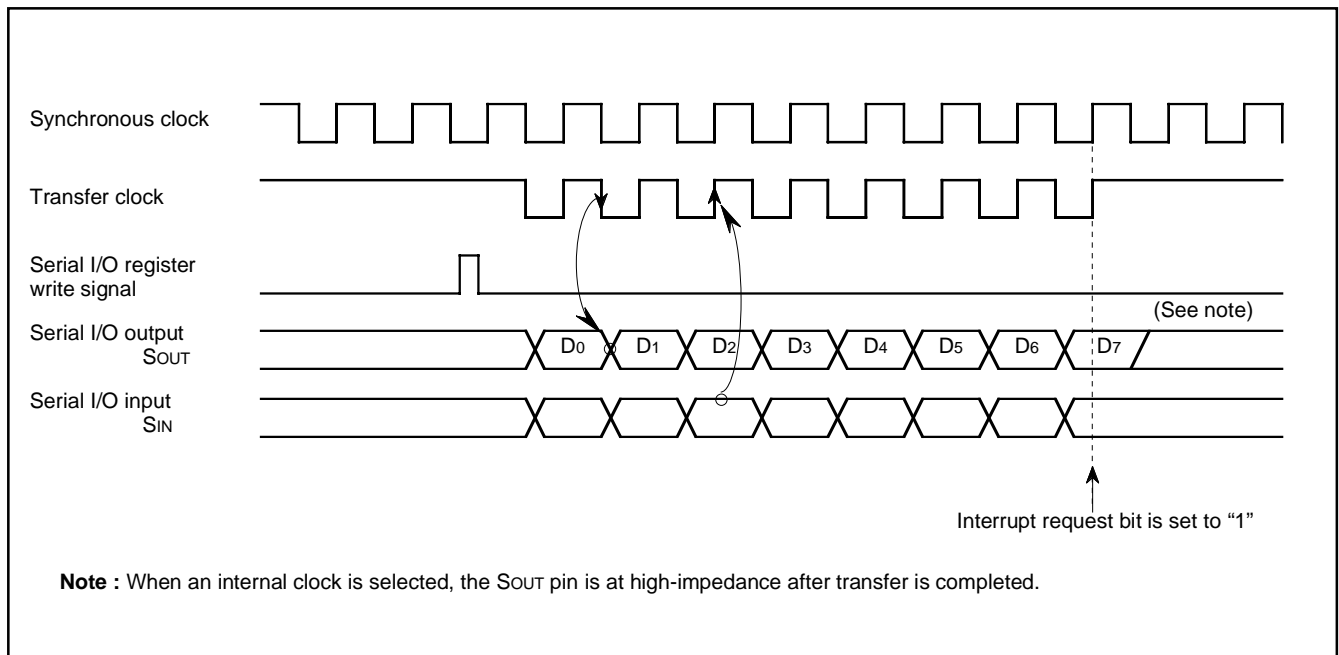 Synchronous clock
Transfer clock
Serial I/O register
write signal
(See note)
Serial I/O output
SOUT
D0 D1 D2 D3 D4 D5 D6 D7
Serial I/O input
SIN
Interrupt request bit is set to “1”
Note : When an internal clock is selected, the SOUT pin is at high-impedance after transfer is completed.